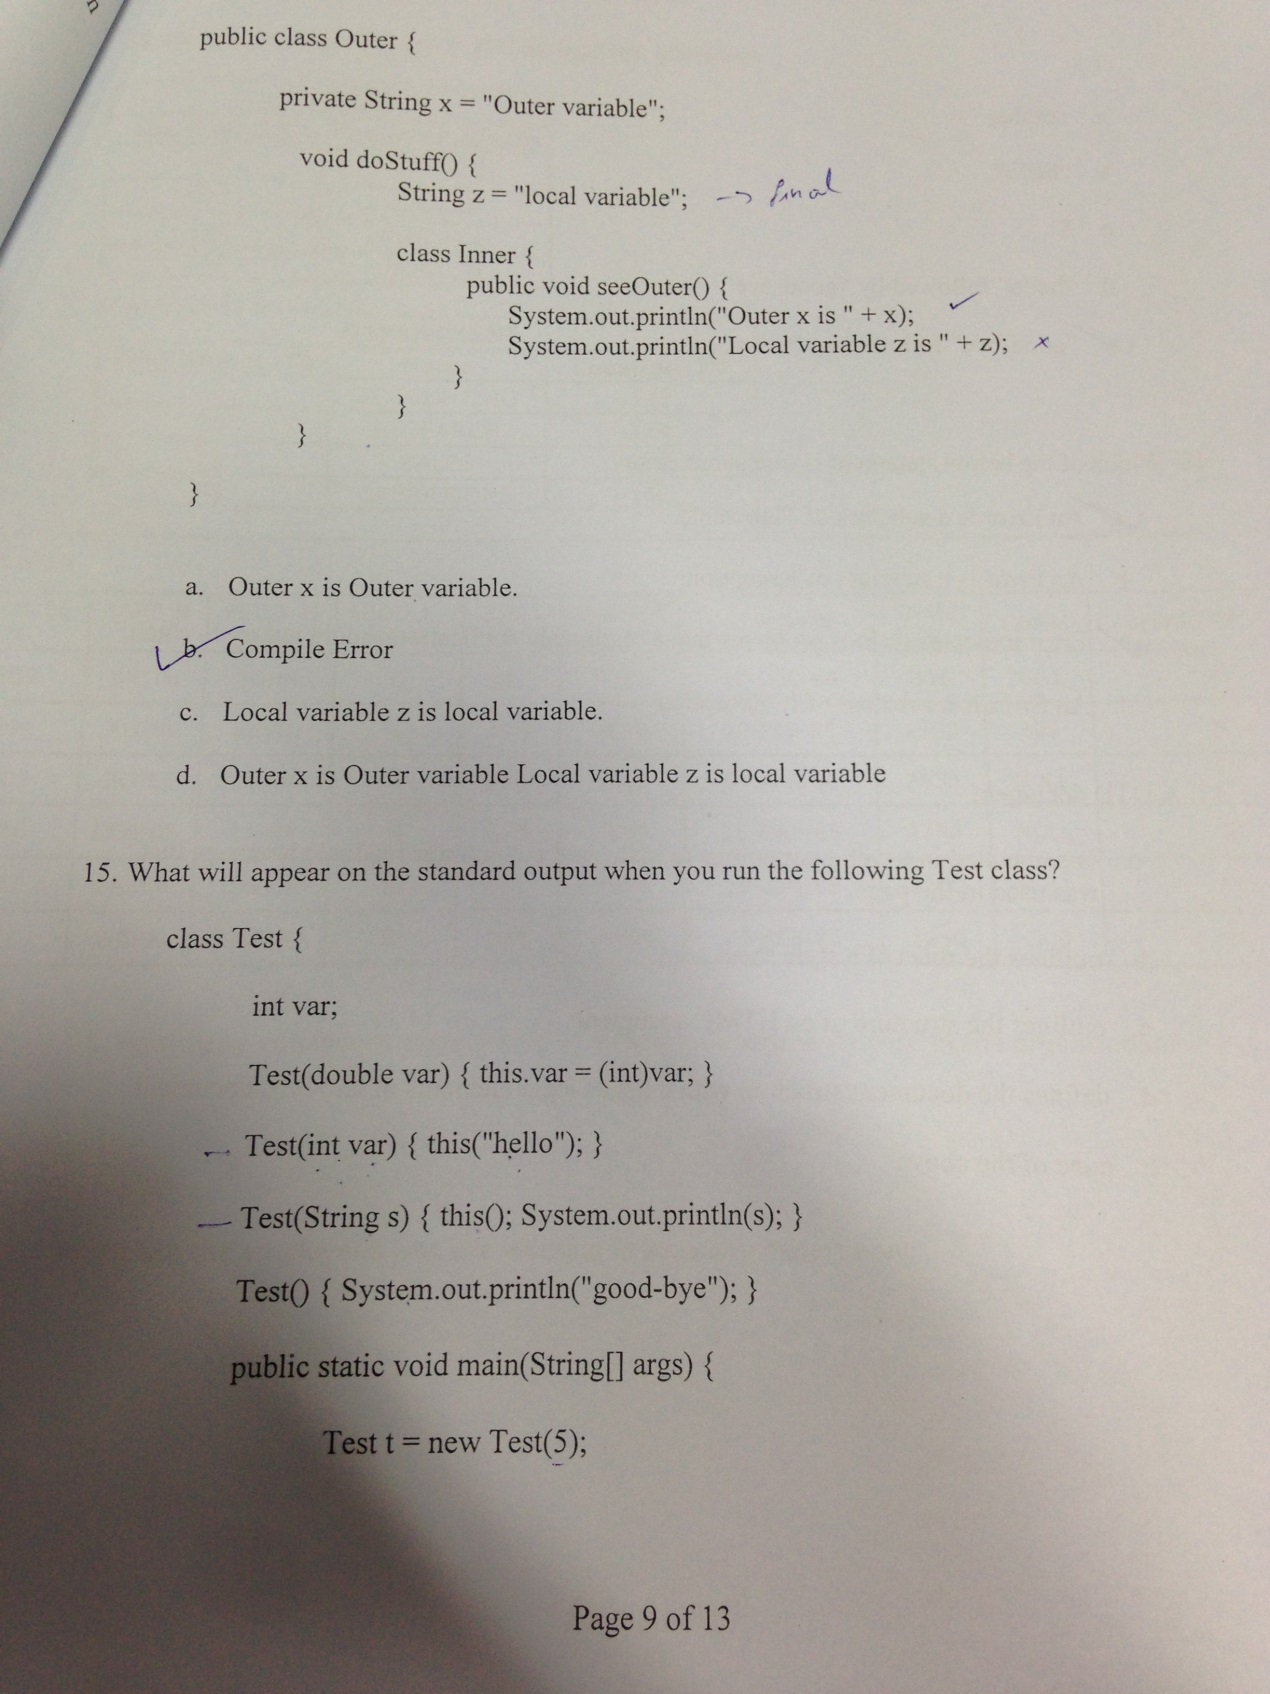 public class Outer {
private String x = "Outer variable";
void doStuff() {
String z = "local variable"; → final
class Inner {
public void seeOuter() {
System.out.println("Outer x is " + x); ✓
System.out.println("Local variable z is " + z); x
}
}
}
}
a. Outer x is Outer variable.
b. Compile Error
c. Local variable z is local variable.
d. Outer x is Outer variable Local variable z is local variable
15. What will appear on the standard output when you run the following Test class?
class Test {
int var;
Test(double var) { this.var = (int)var; }
Test(int var) { this("hello"); }
Test(String s) { this(); System.out.println(s); }
Test() { System.out.println("good-bye"); }
public static void main(String[] args) {
Test t = new Test(5);
Page 9 of 13